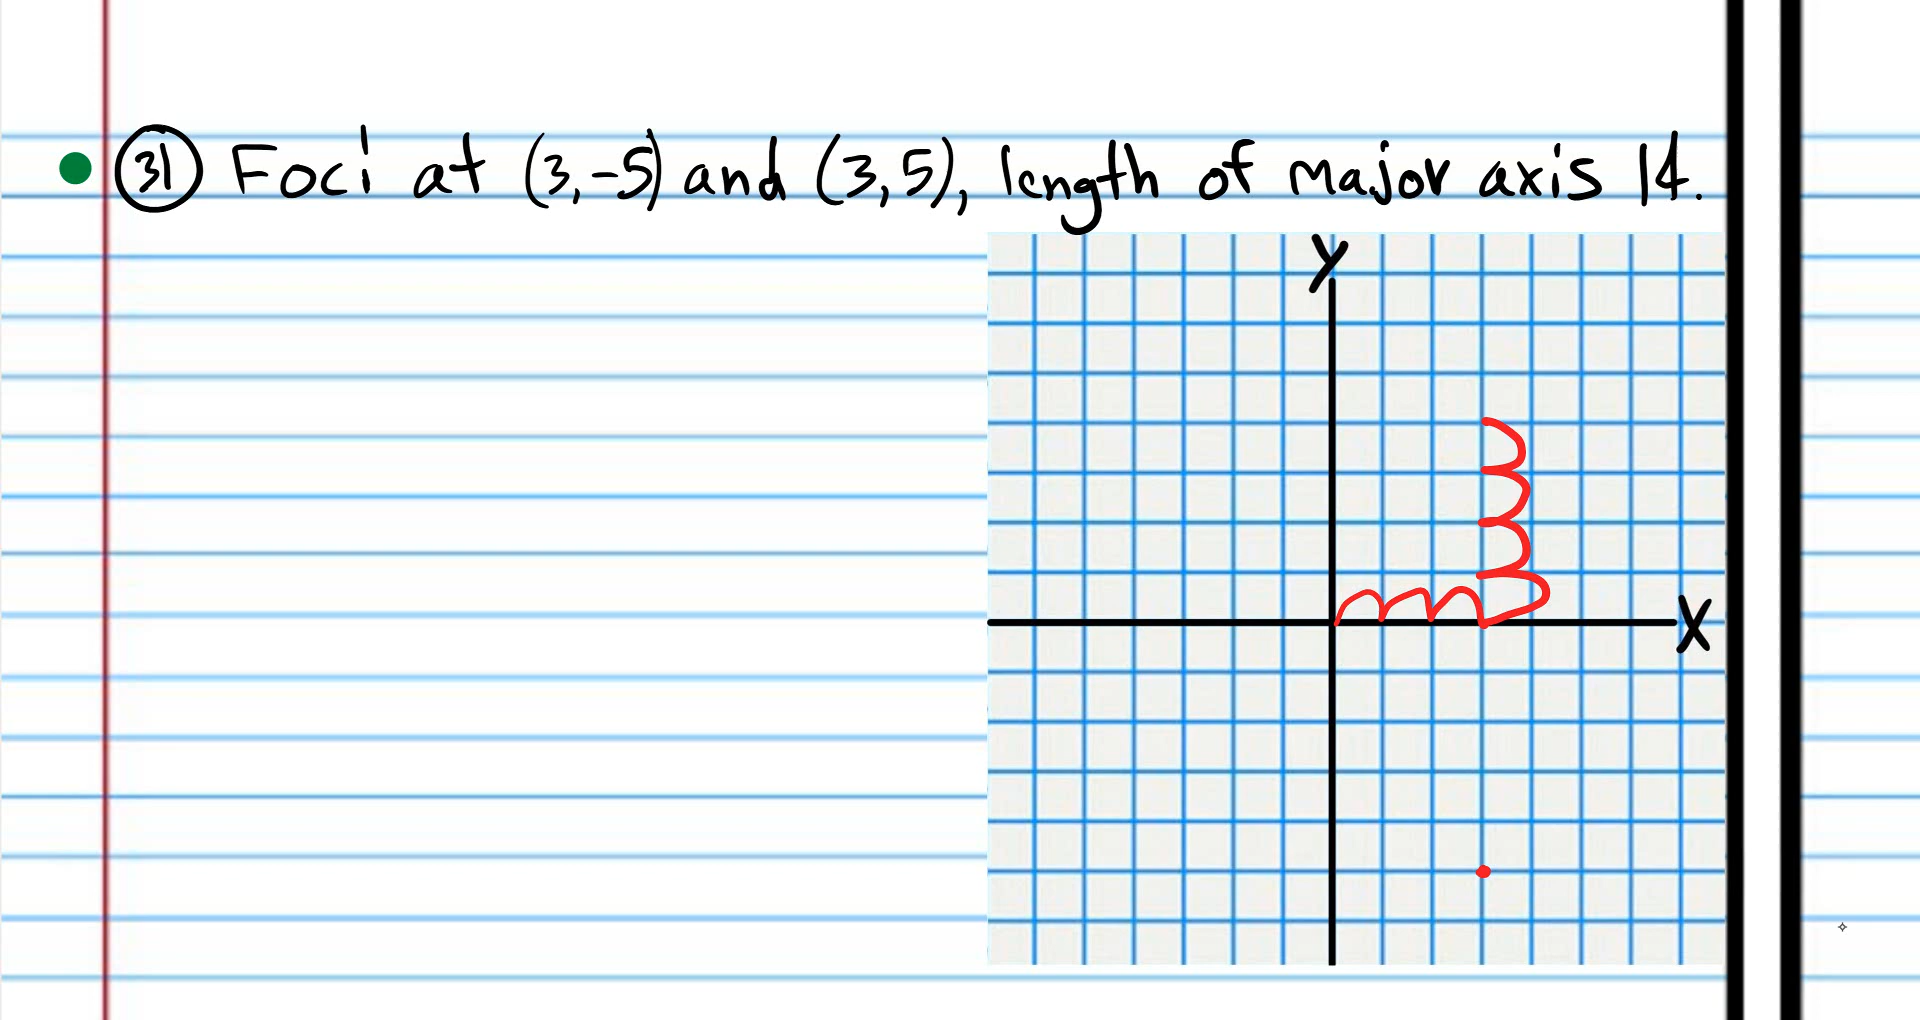 31 Foci at (3,-5) and (3,5), length of major axis 14.
Y
X